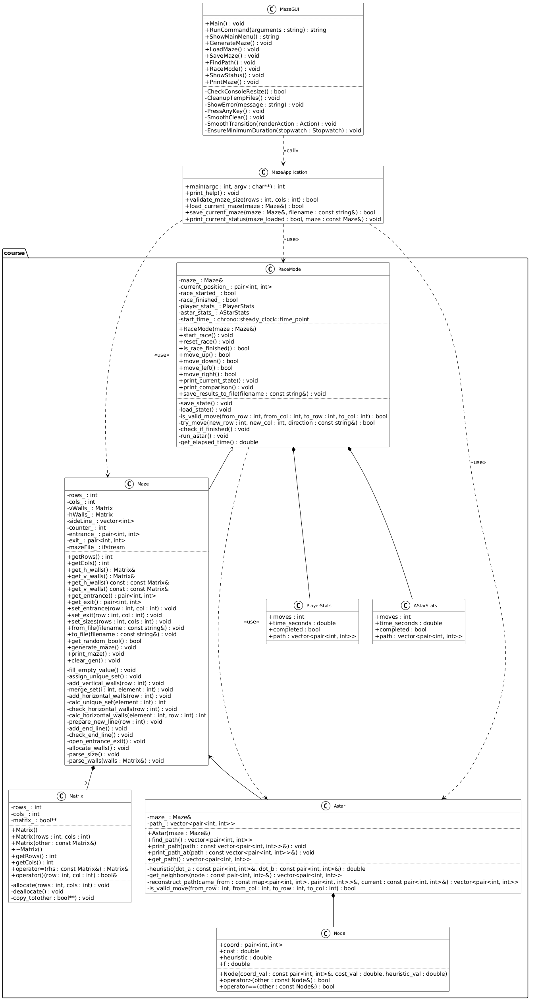 C MazeGUI
+Main() : void
+RunCommand(arguments : string) : string
+ShowMainMenu() : string
+GenerateMaze() : void
+LoadMaze() : void
+SaveMaze() : void
+FindPath() : void
+RaceMode() : void
+ShowStatus() : void
+PrintMaze() : void
-CheckConsoleResize() : bool
-CleanupTempFiles() : void
-ShowError(message : string) : void
-PressAnyKey() : void
-SmoothClear() : void
-SmoothTransition(renderAction : Action) : void
-EnsureMinimumDuration(stopwatch : Stopwatch) : void
«call»
C MazeApplication
+main(argc : int, argv : char**) : int
+print_help() : void
+validate_maze_size(rows : int, cols : int) : bool
+load_current_maze(maze : Maze&) : bool
+save_current_maze(maze : Maze&, filename : const string&) : bool
+print_current_status(maze_loaded : bool, maze : const Maze&) : void
«use»
course
C RaceMode
-maze_ : Maze&
-current_position_ : pair<int, int>
-race_started_ : bool
-race_finished_ : bool
-player_stats_ : PlayerStats
-astar_stats_ : AStarStats
-start_time_ : chrono::steady_clock::time_point
+RaceMode(maze : Maze&)
+start_race() : void
+reset_race() : void
+is_race_finished() : bool
+move_up() : bool
+move_down() : bool
+move_left() : bool
+move_right() : bool
+print_current_state() : void
+print_comparison() : void
+save_results_to_file(filename : const string&) : void
-save_state() : void
-load_state() : void
-is_valid_move(from_row : int, from_col : int, to_row : int, to_col : int) : bool
-try_move(new_row : int, new_col : int, direction : const string&) : bool
-check_if_finished() : void
-run_astar() : void
-get_elapsed_time() : double
«use»
«use»
C Maze
-rows_ : int
-cols_ : int
-vWalls_ : Matrix
-hWalls_ : Matrix
-sideLine_ : vector<int>
-counter_ : int
-entrance_ : pair<int, int>
-exit_ : pair<int, int>
-mazeFile_ : ifstream
+getRows() : int
+getCols() : int
+get_h_walls() : Matrix&
+get_v_walls() : Matrix&
+get_h_walls() const : const Matrix&
+get_v_walls() const : const Matrix&
+get_entrance() : pair<int, int>
+get_exit() : pair<int, int>
+set_entrance(row : int, col : int) : void
+set_exit(row : int, col : int) : void
+set_sizes(rows : int, cols : int) : void
+from_file(filename : const string&) : void
+to_file(filename : const string&) : void
+get_random_bool() : bool
+generate_maze() : void
+print_maze() : void
+clear_gen() : void
-fill_empty_value() : void
-assign_unique_set() : void
-add_vertical_walls(row : int) : void
-merge_set(i : int, element : int) : void
-add_horizontal_walls(row : int) : void
-calc_unique_set(element : int) : int
-check_horizontal_walls(row : int) : void
-calc_horizontal_walls(element : int, row : int) : int
-prepare_new_line(row : int) : void
-add_end_line() : void
-check_end_line() : void
-open_entrance_exit() : void
-allocate_walls() : void
-parse_size() : void
-parse_walls(walls : Matrix&) : void
«use»
C PlayerStats
+moves : int
+time_seconds : double
+completed : bool
+path : vector<pair<int, int>>
C AStarStats
+moves : int
+time_seconds : double
+completed : bool
+path : vector<pair<int, int>>
2
C Matrix
-rows_ : int
-cols_ : int
-matrix_ : bool**
+Matrix()
+Matrix(rows : int, cols : int)
+Matrix(other : const Matrix&)
+~Matrix()
+getRows() : int
+getCols() : int
+operator=(rhs : const Matrix&) : Matrix&
+operator()(row : int, col : int) : bool&
-allocate(rows : int, cols : int) : void
-deallocate() : void
-copy_to(other : bool**) : void
C Astar
-maze_ : Maze&
-path_ : vector<pair<int, int>>
+Astar(maze : Maze&)
+find_path() : vector<pair<int, int>>
+print_path(path : const vector<pair<int, int>>&) : void
+print_path_at(path : const vector<pair<int, int>>&) : void
+get_path() : vector<pair<int, int>>
-heuristic(dot_a : const pair<int, int>&, dot_b : const pair<int, int>&) : double
-get_neighbors(node : const pair<int, int>&) : vector<pair<int, int>>
-reconstruct_path(came_from : const map<pair<int, int>, pair<int, int>>&, current : const pair<int, int>&) : vector<pair<int, int>>
-is_valid_move(from_row : int, from_col : int, to_row : int, to_col : int) : bool
C Node
+coord : pair<int, int>
+cost : double
+heuristic : double
+f : double
+Node(coord_val : const pair<int, int>&, cost_val : double, heuristic_val : double)
+operator>(other : const Node&) : bool
+operator==(other : const Node&) : bool